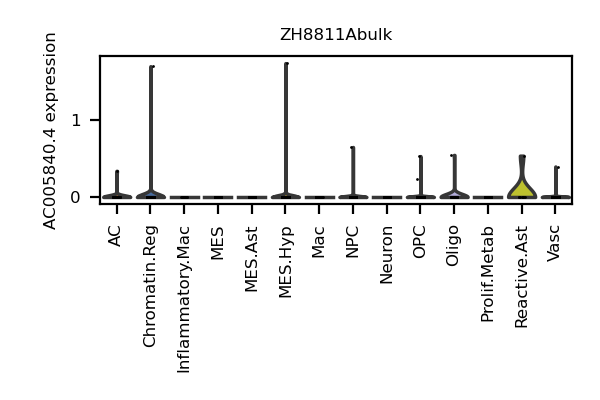 ZH8811Abulk
AC005840.4 expression
1
0
AC
Chromatin.Reg
Inflammatory.Mac
MES
MES.Ast
MES.Hyp
Mac
NPC
Neuron
OPC
Oligo
Prolif.Metab
Reactive.Ast
Vasc